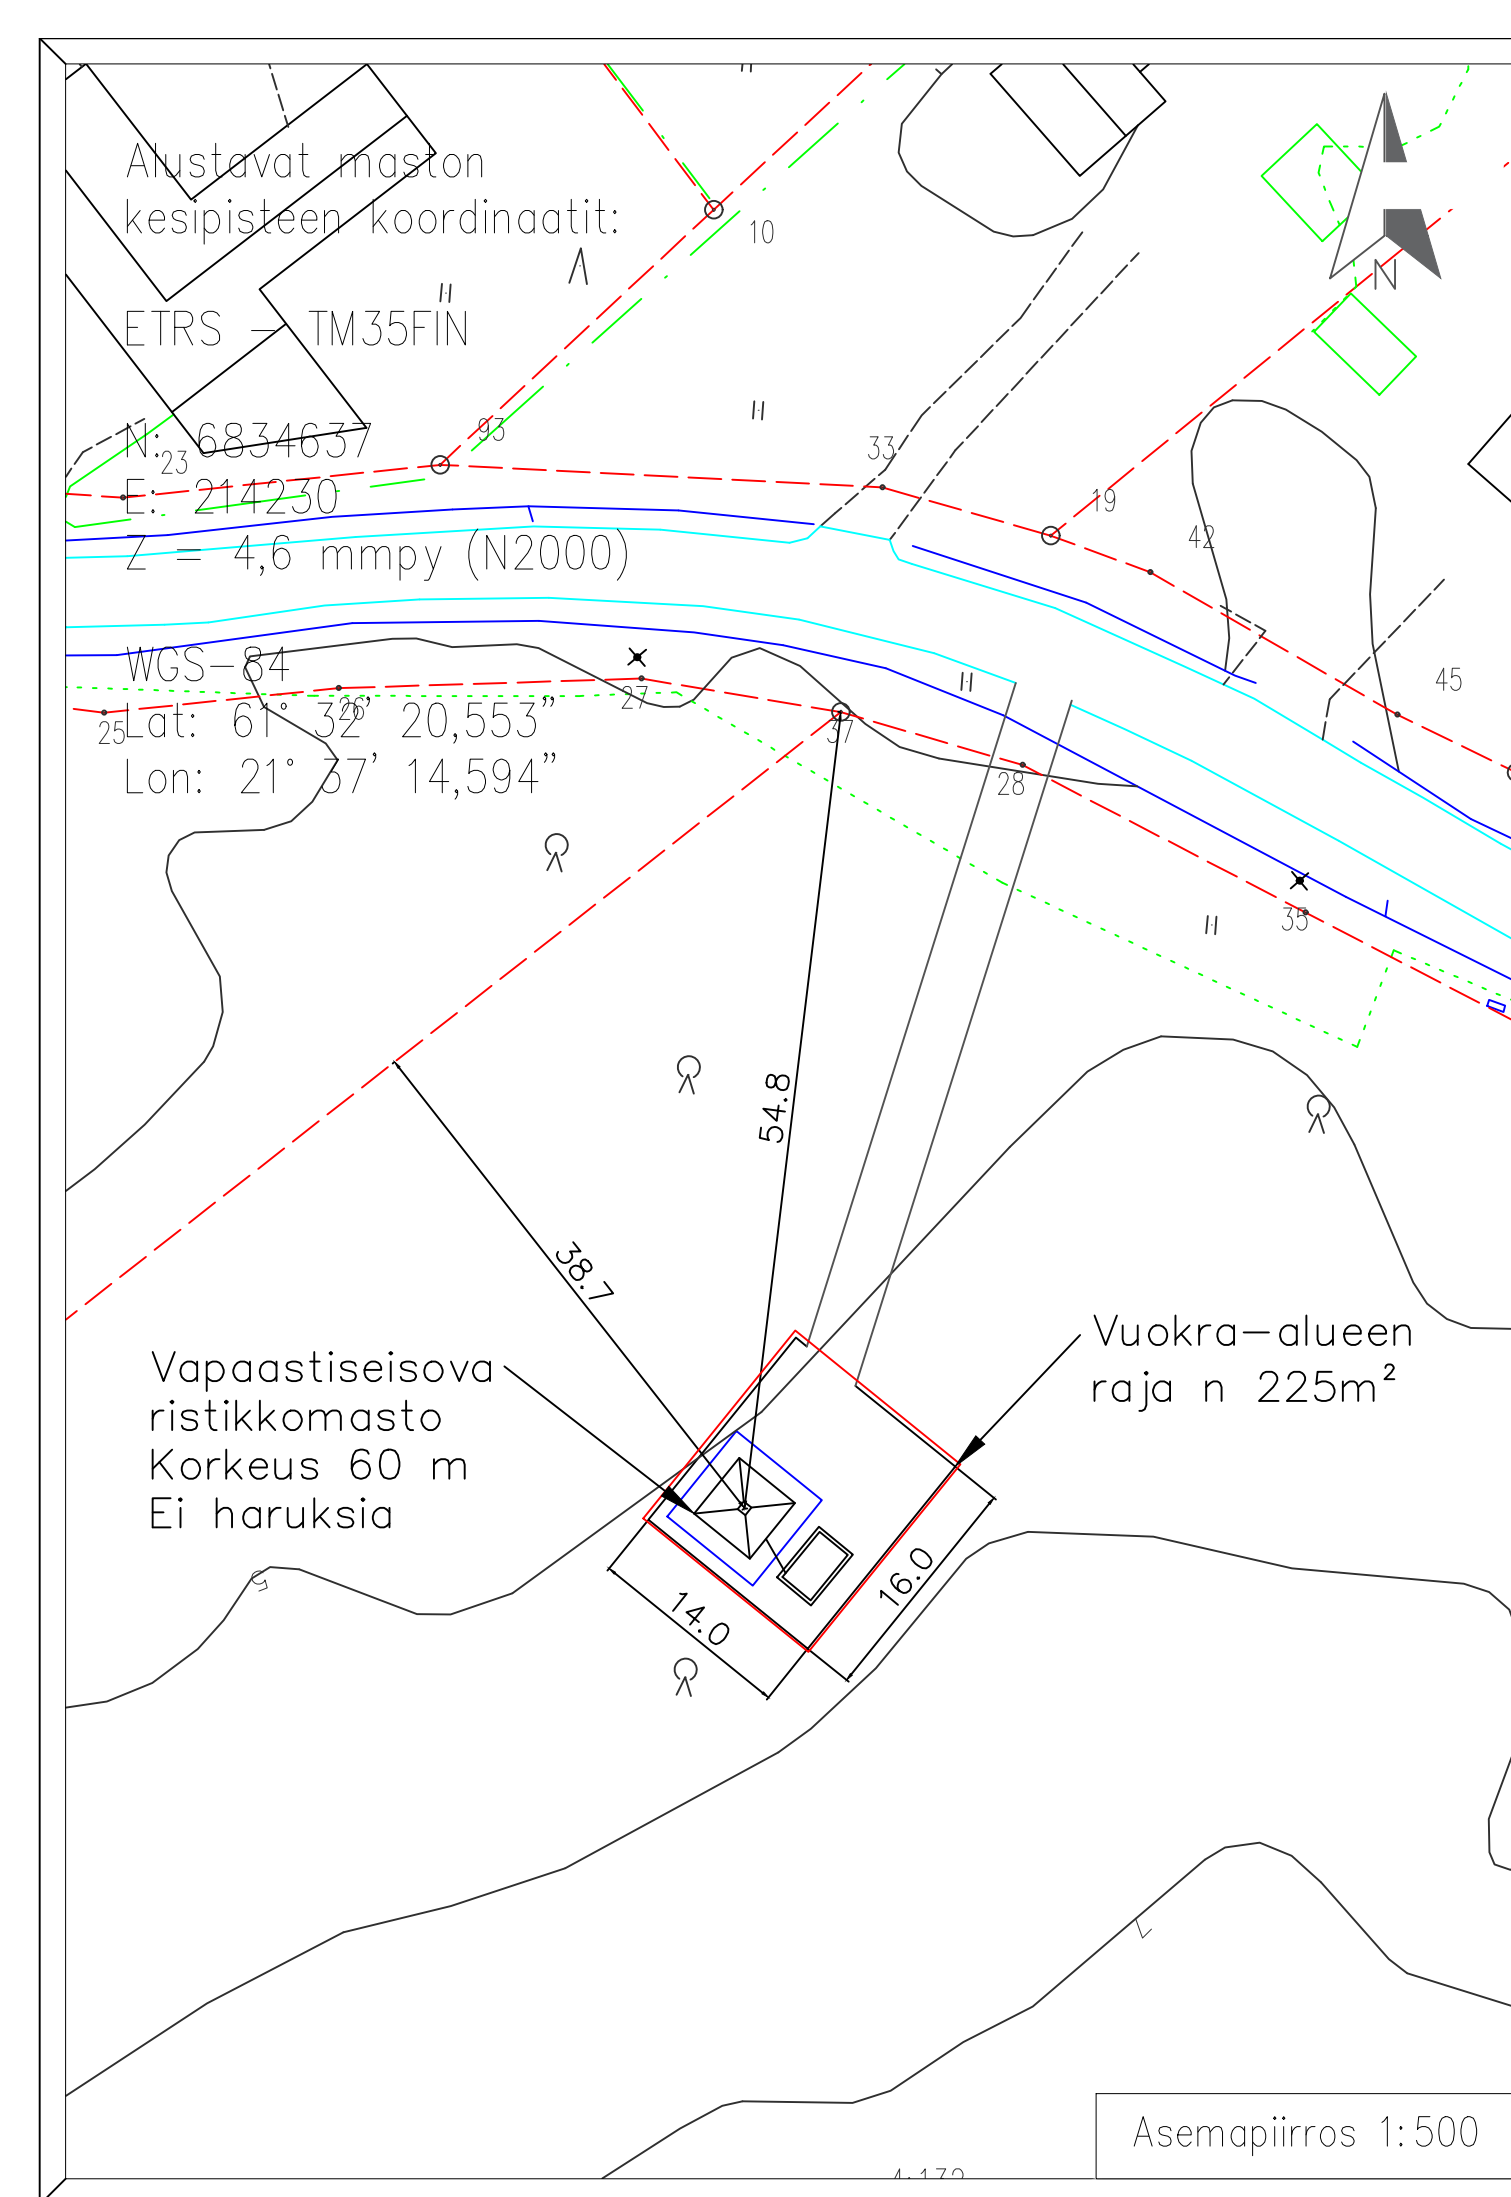 Alustavat maston
kesipisteen koordinaatit:
10
N
ETRS - TM35FIN
93
33
N: 6834637
23
E: 214230
19
42
Z = 4,6 mmpy (N2000)
WGS-84
27
45
26
Lat: 61° 32' 20,553"
25
37
Lon: 21° 37' 14,594"
28
35
54.8
38.7
Vuokra-alueen
raja n 225m²
Vapaastiseisova
ristikkomasto
Korkeus 60 m
Ei haruksia
16.0
14.0
5
7
Asemapiirros 1:500